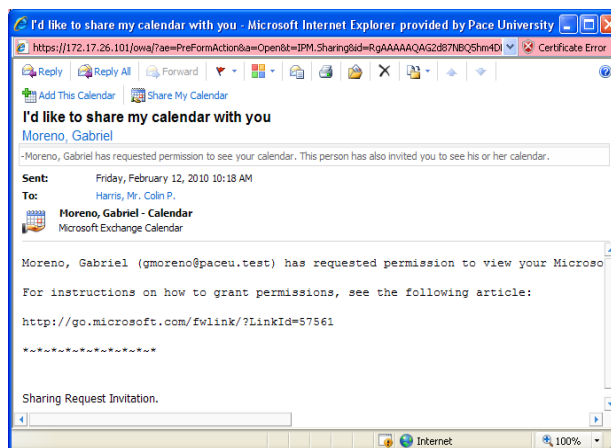 I'd like to share my calendar with you - Microsoft Internet Explorer provided by Pace University
https://172.17.26.101/owa/?ae=PreFormAction&a=Open&t=IPM.Sharing&id=RgAAAAAQAG2d87NBQ5hm4D Certificate Error
Reply Reply All Forward
Add This Calendar Share My Calendar
I'd like to share my calendar with you
Moreno, Gabriel
-Moreno, Gabriel has requested permission to see your calendar. This person has also invited you to see his or her calendar.
Sent: Friday, February 12, 2010 10:18 AM
To: Harris, Mr. Colin P.
Moreno, Gabriel - Calendar
Microsoft Exchange Calendar
Moreno, Gabriel (gmoreno@paceu.test) has requested permission to view your Microso
For instructions on how to grant permissions, see the following article:
http://go.microsoft.com/fwlink/?LinkId=57561
*~*~*~*~*~*~*~*~*~*
Sharing Request Invitation.
Internet 100%